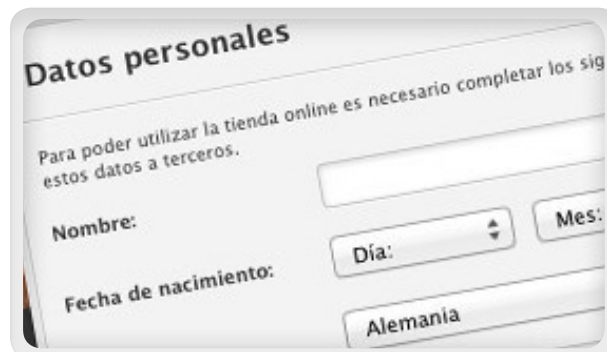 Datos personales
Para poder utilizar la tienda online es necesario completar los sig
estos datos a terceros.
Nombre:
Fecha de nacimiento:
Día:
Mes:
Alemania